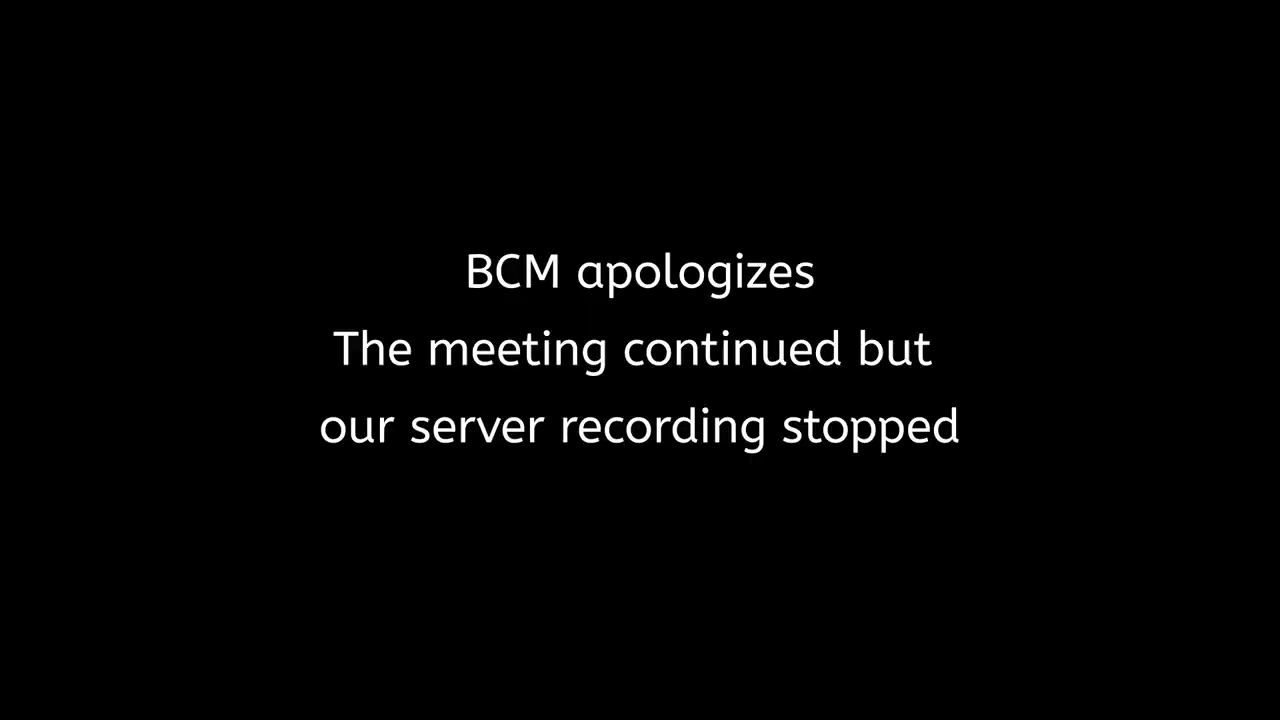 BCM apologizes
The meeting continued but
our server recording stopped